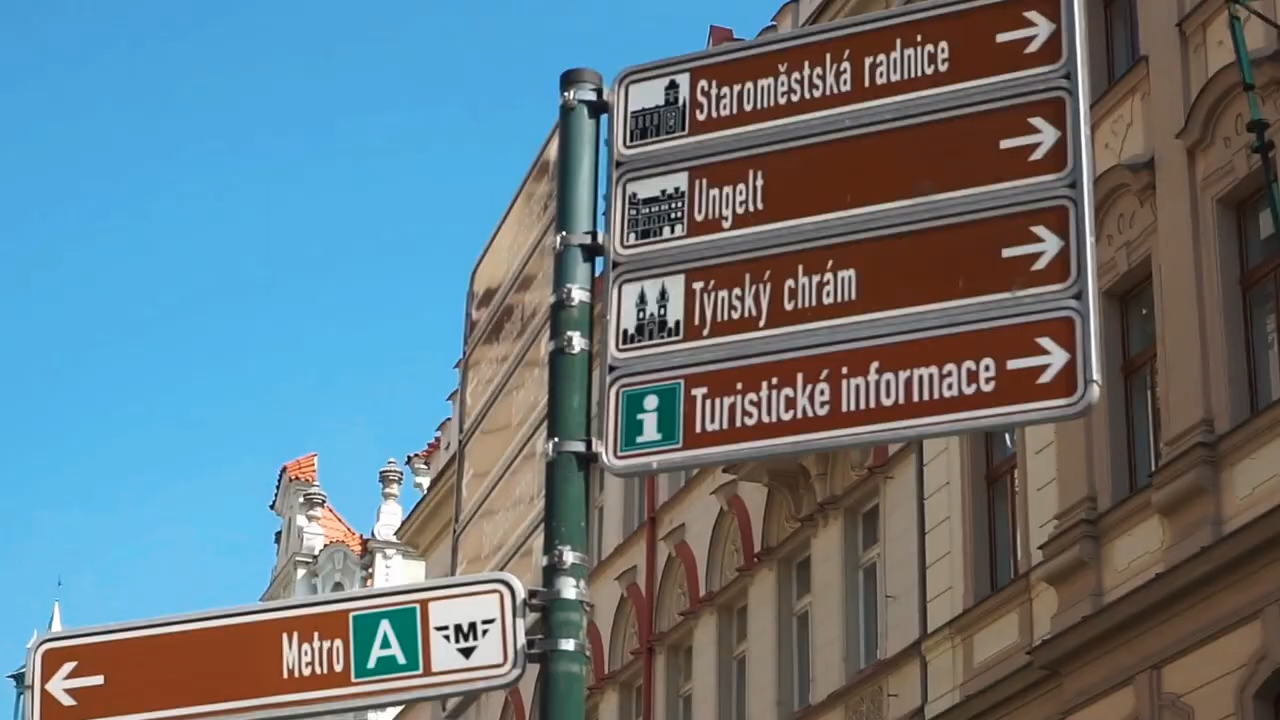 Staroměstská radnice
Ungelt
Týnský chrám
i Turistické informace
Metro A M